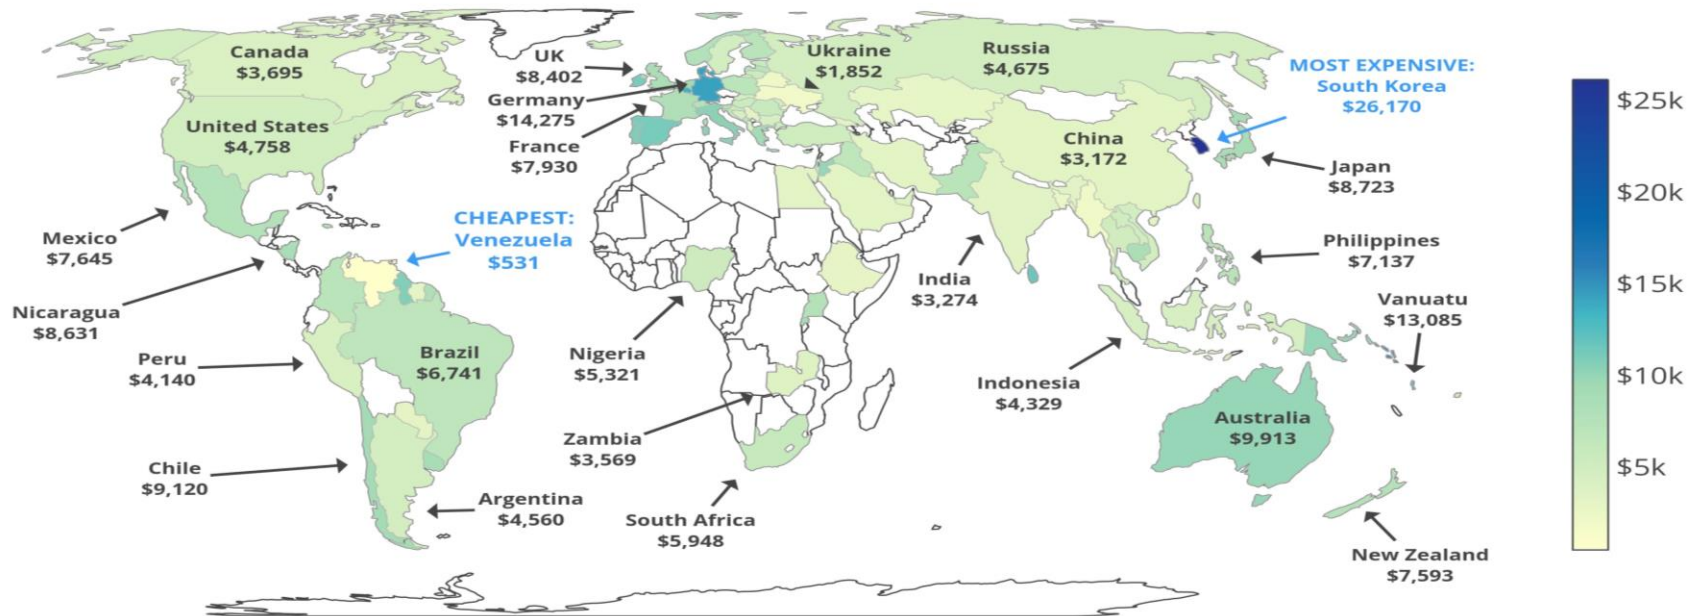 Canada
$3,695
United States
$4,758
Mexico
$7,645
Nicaragua
$8,631
Peru
$4,140
Brazil
$6,741
Chile
$9,120
Argentina
$4,560
CHEAPEST:
Venezuela
$531
UK
$8,402
Germany
$14,275
France
$7,930
Ukraine
$1,852
Russia
$4,675
MOST EXPENSIVE:
South Korea
$26,170
China
$3,172
Japan
$8,723
India
$3,274
Philippines
$7,137
Vanuatu
$13,085
Nigeria
$5,321
Zambia
$3,569
South Africa
$5,948
Indonesia
$4,329
Australia
$9,913
New Zealand
$7,593
$25k
$20k
$15k
$10k
$5k